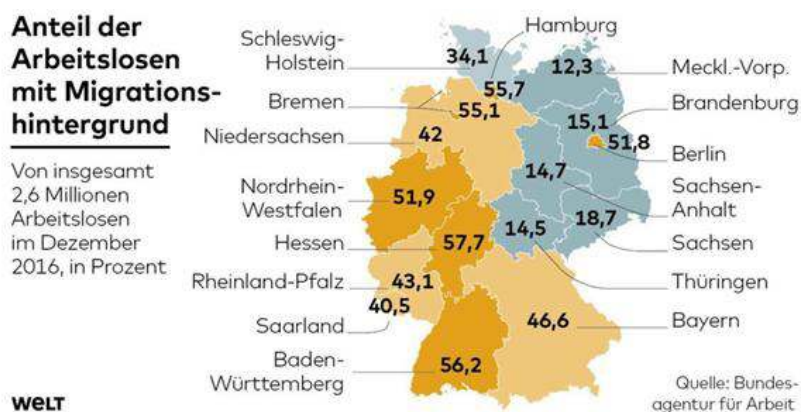 Anteil der
Arbeitslosen
mit Migrations-
hintergrund
Von insgesamt
2,6 Millionen
Arbeitslosen
im Dezember
2016, in Prozent
Schleswig-
Holstein
34,1
Hamburg
55,7
12,3
Meckl.-Vorp.
Bremen
55,1
Brandenburg
15,1
Niedersachsen
42
51,8
Berlin
14,7
Nordrhein-
Westfalen
51,9
Sachsen-
Anhalt
Hessen
57,7
14,5
18,7
Sachsen
Rheinland-Pfalz
43,1
Thüringen
40,5
Saarland
46,6
Bayern
Baden-
Württemberg
56,2
WELT
Quelle: Bundes-
agentur für Arbeit